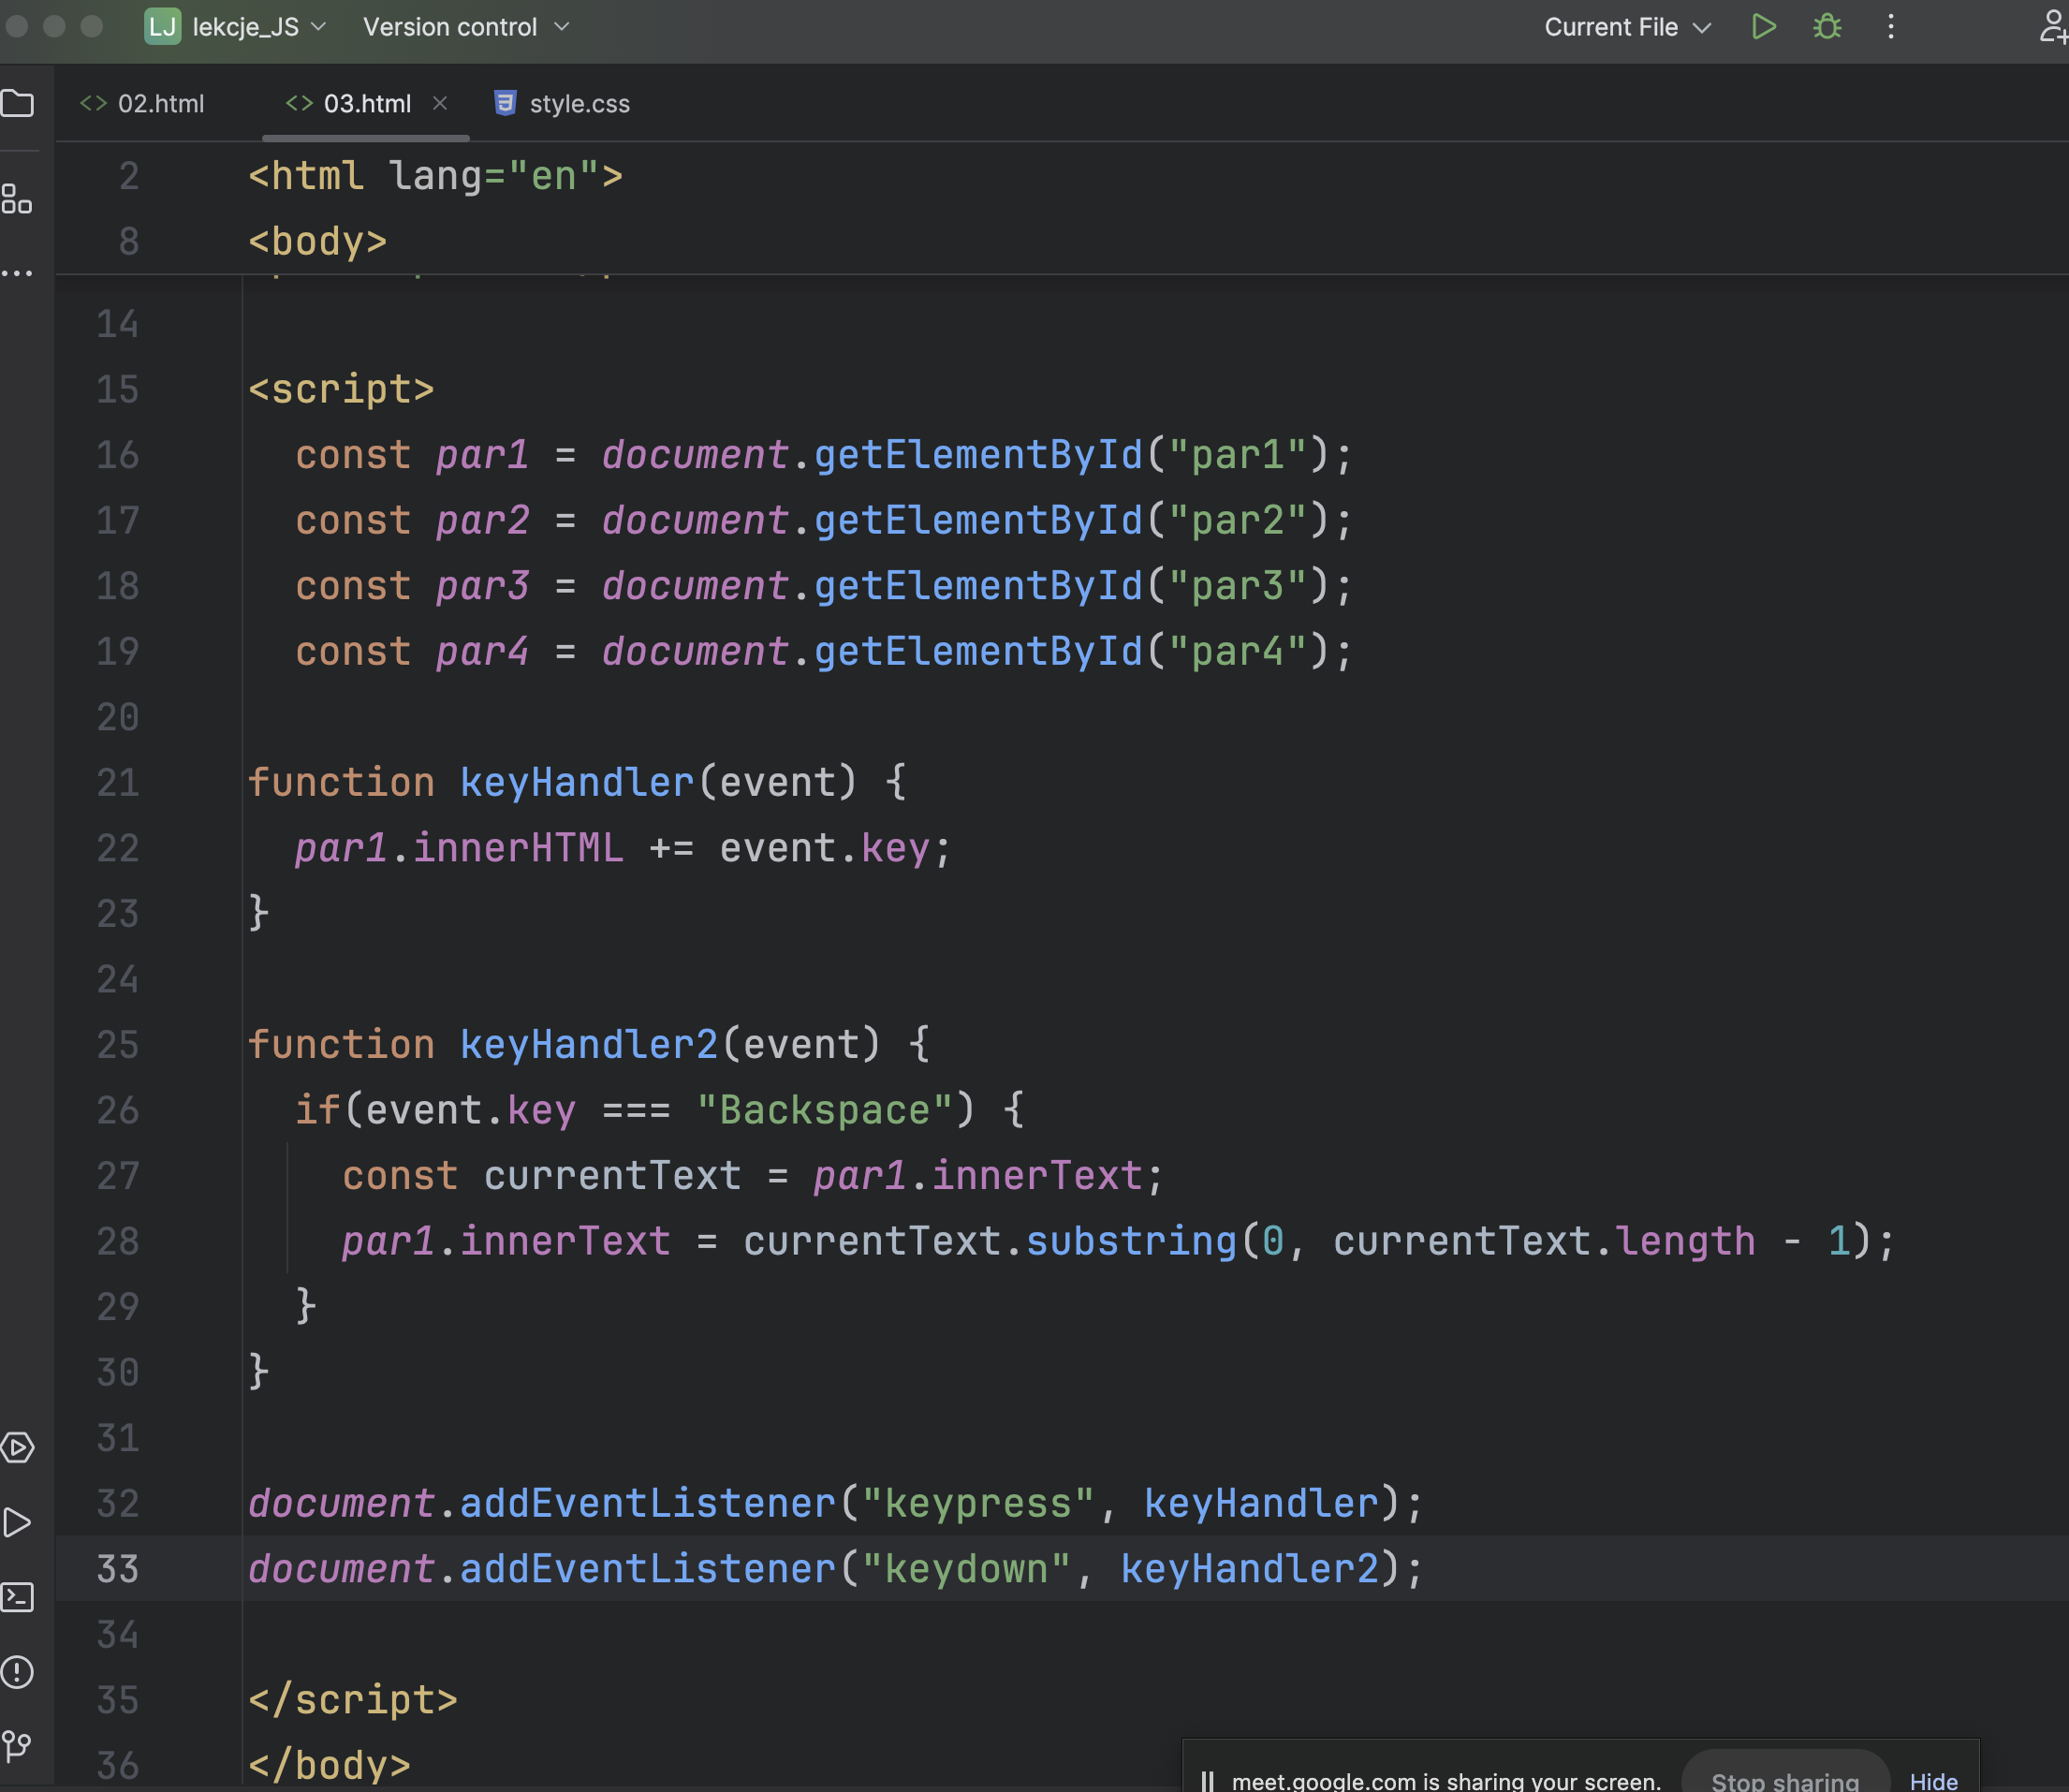 LJ lekcje_JS Version control Current File
02.html 03.html style.css
2 <html lang="en">
8 <body>
14
15 <script>
16 const par1 = document.getElementById("par1");
17 const par2 = document.getElementById("par2");
18 const par3 = document.getElementById("par3");
19 const par4 = document.getElementById("par4");
20
21 function keyHandler(event) {
22 par1.innerHTML += event.key;
23 }
24
25 function keyHandler2(event) {
26 if(event.key === "Backspace") {
27 const currentText = par1.innerText;
28 par1.innerText = currentText.substring(0, currentText.length - 1);
29 }
30 }
31
32 document.addEventListener("keypress", keyHandler);
33 document.addEventListener("keydown", keyHandler2);
34
35 </script>
36 </body>
meet.google.com is sharing your screen. Stop sharing Hide